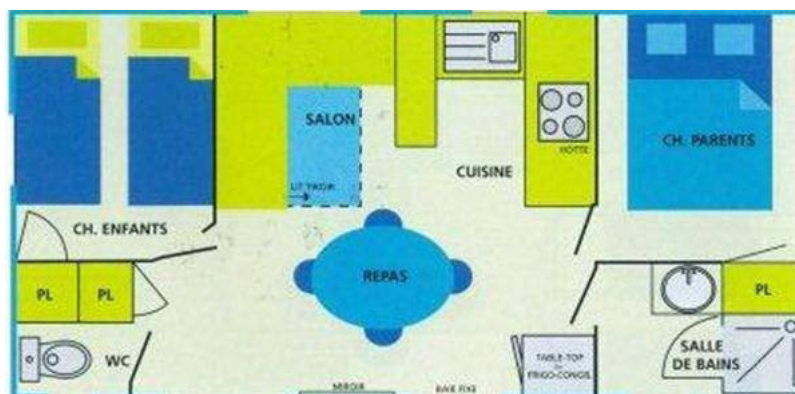 SALON
HOTTE
CH. PARENTS
CUISINE
LIT TIROIR
CH. ENFANTS
REPAS
PL
PL
PL
WC
SALLE
DE BAINS
TABLE-TOP
FRIGO-CONGEL
MIROIR
BAIE FIXE